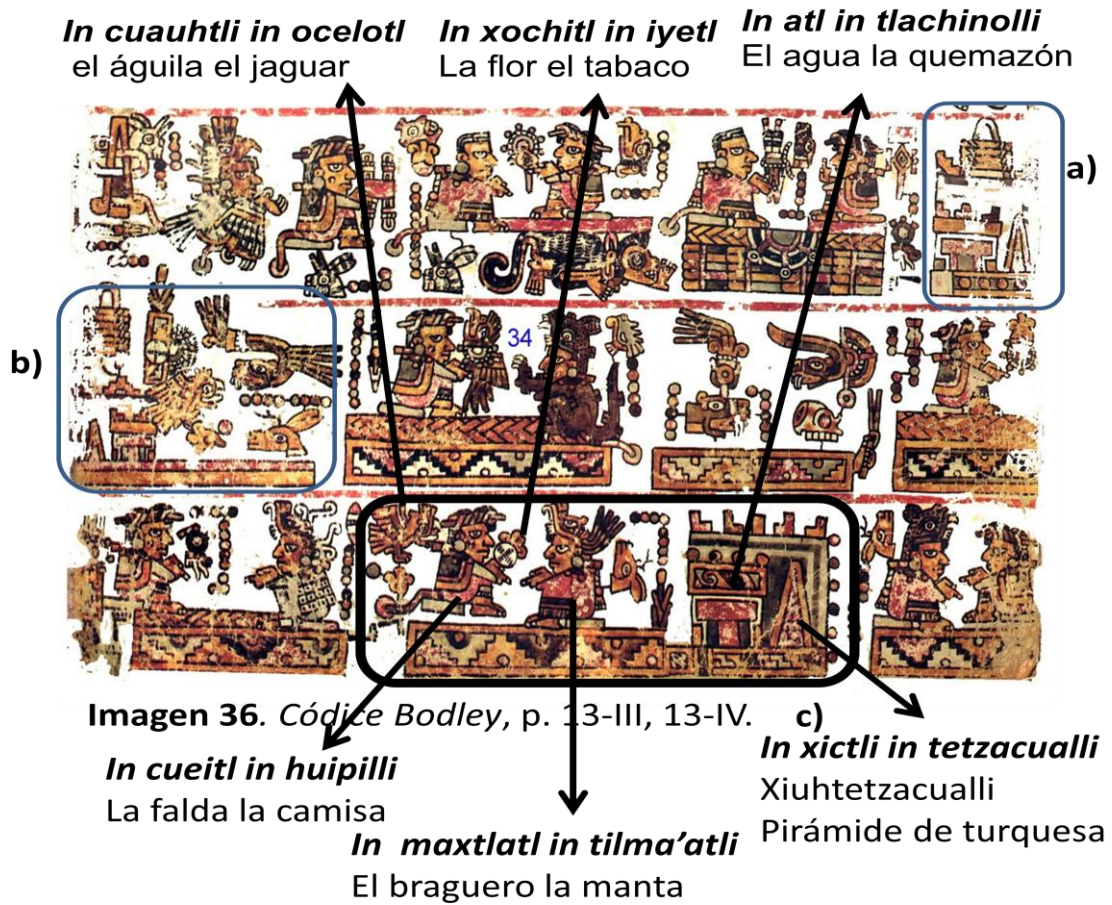 In cuauhtli in ocelotl
el águila el jaguar
In xochitl in iyetl
La flor el tabaco
In atl in tlachinolli
El agua la quemazón
a)
b)
34
Imagen 36. Códice Bodley, p. 13-III, 13-IV.
c)
In cueitl in huipilli
La falda la camisa
In maxtlatl in tilma’atli
El braguero la manta
In xictli in tetzacualli
Xiuhtetzacualli
Pirámide de turquesa